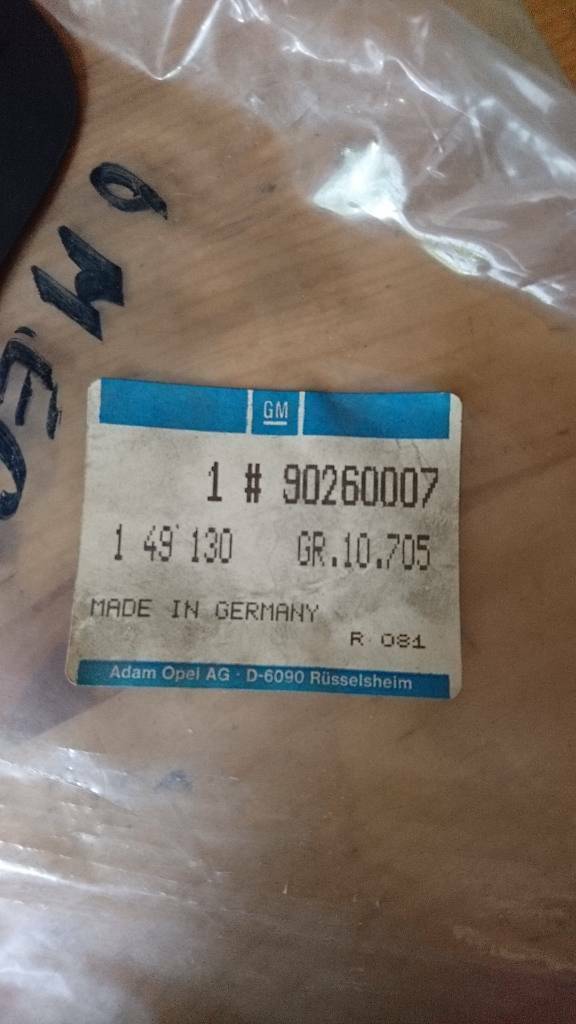 GM
1 # 90260007
1 49 130 GR.10.705
MADE IN GERMANY
R 081
Adam Opel AG · D-6090 Rüsselsheim